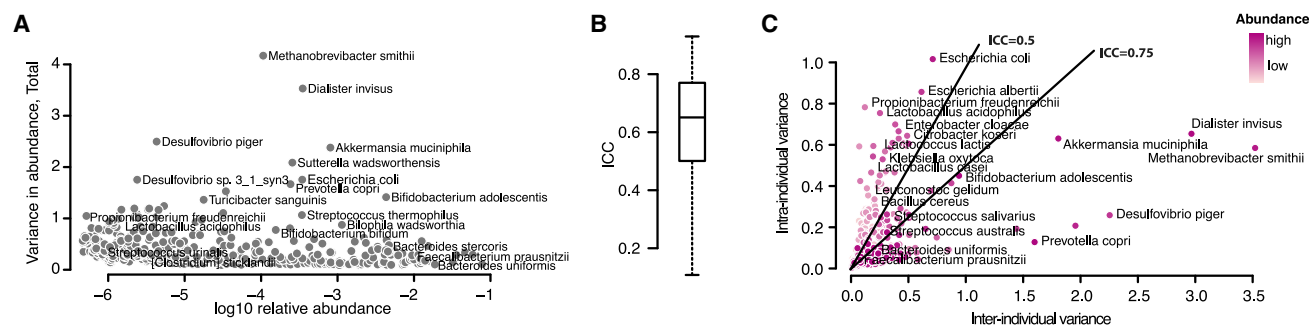 A
Variance in abundance, Total
4
3
2
1
0
−6
−5
−4
−3
−2
−1
log10 relative abundance
Methanobrevibacter smithii
Dialister invisus
Desulfovibrio piger
Akkermansia muciniphila
Sutterella wadsworthensis
Desulfovibrio sp. 3_1_syn3
Escherichia coli
Prevotella copri
Turicibacter sanguinis
Bifidobacterium adolescentis
Propionibacterium freudenreichii
Streptococcus thermophilus
Lactobacillus acidophilus
Bilophila wadsworthia
Bifidobacterium bifidum
Streptococcus urinalis
Bacteroides stercoris
[Clostridium] sticklandii
Faecalibacterium prausnitzii
Bacteroides uniformis
B
ICC
0.8
0.6
0.4
0.2
C
Intra-individual variance
1.0
0.8
0.6
0.4
0.2
0.0
0.0
0.5
1.0
1.5
2.0
2.5
3.0
3.5
Inter-individual variance
ICC=0.5
ICC=0.75
Escherichia coli
Escherichia albertii
Propionibacterium freudenreichii
Lactobacillus acidophilus
Enterobacter cloacae
Citrobacter koseri
Lactococcus lactis
Klebsiella oxytoca
Lactobacillus casei
Akkermansia muciniphila
Dialister invisus
Methanobrevibacter smithii
Bifidobacterium adolescentis
Leuconostoc gelidum
Bacillus cereus
Streptococcus salivarius
Desulfovibrio piger
Streptococcus australis
Prevotella copri
Bacteroides uniformis
Faecalibacterium prausnitzii
Abundance
high
low